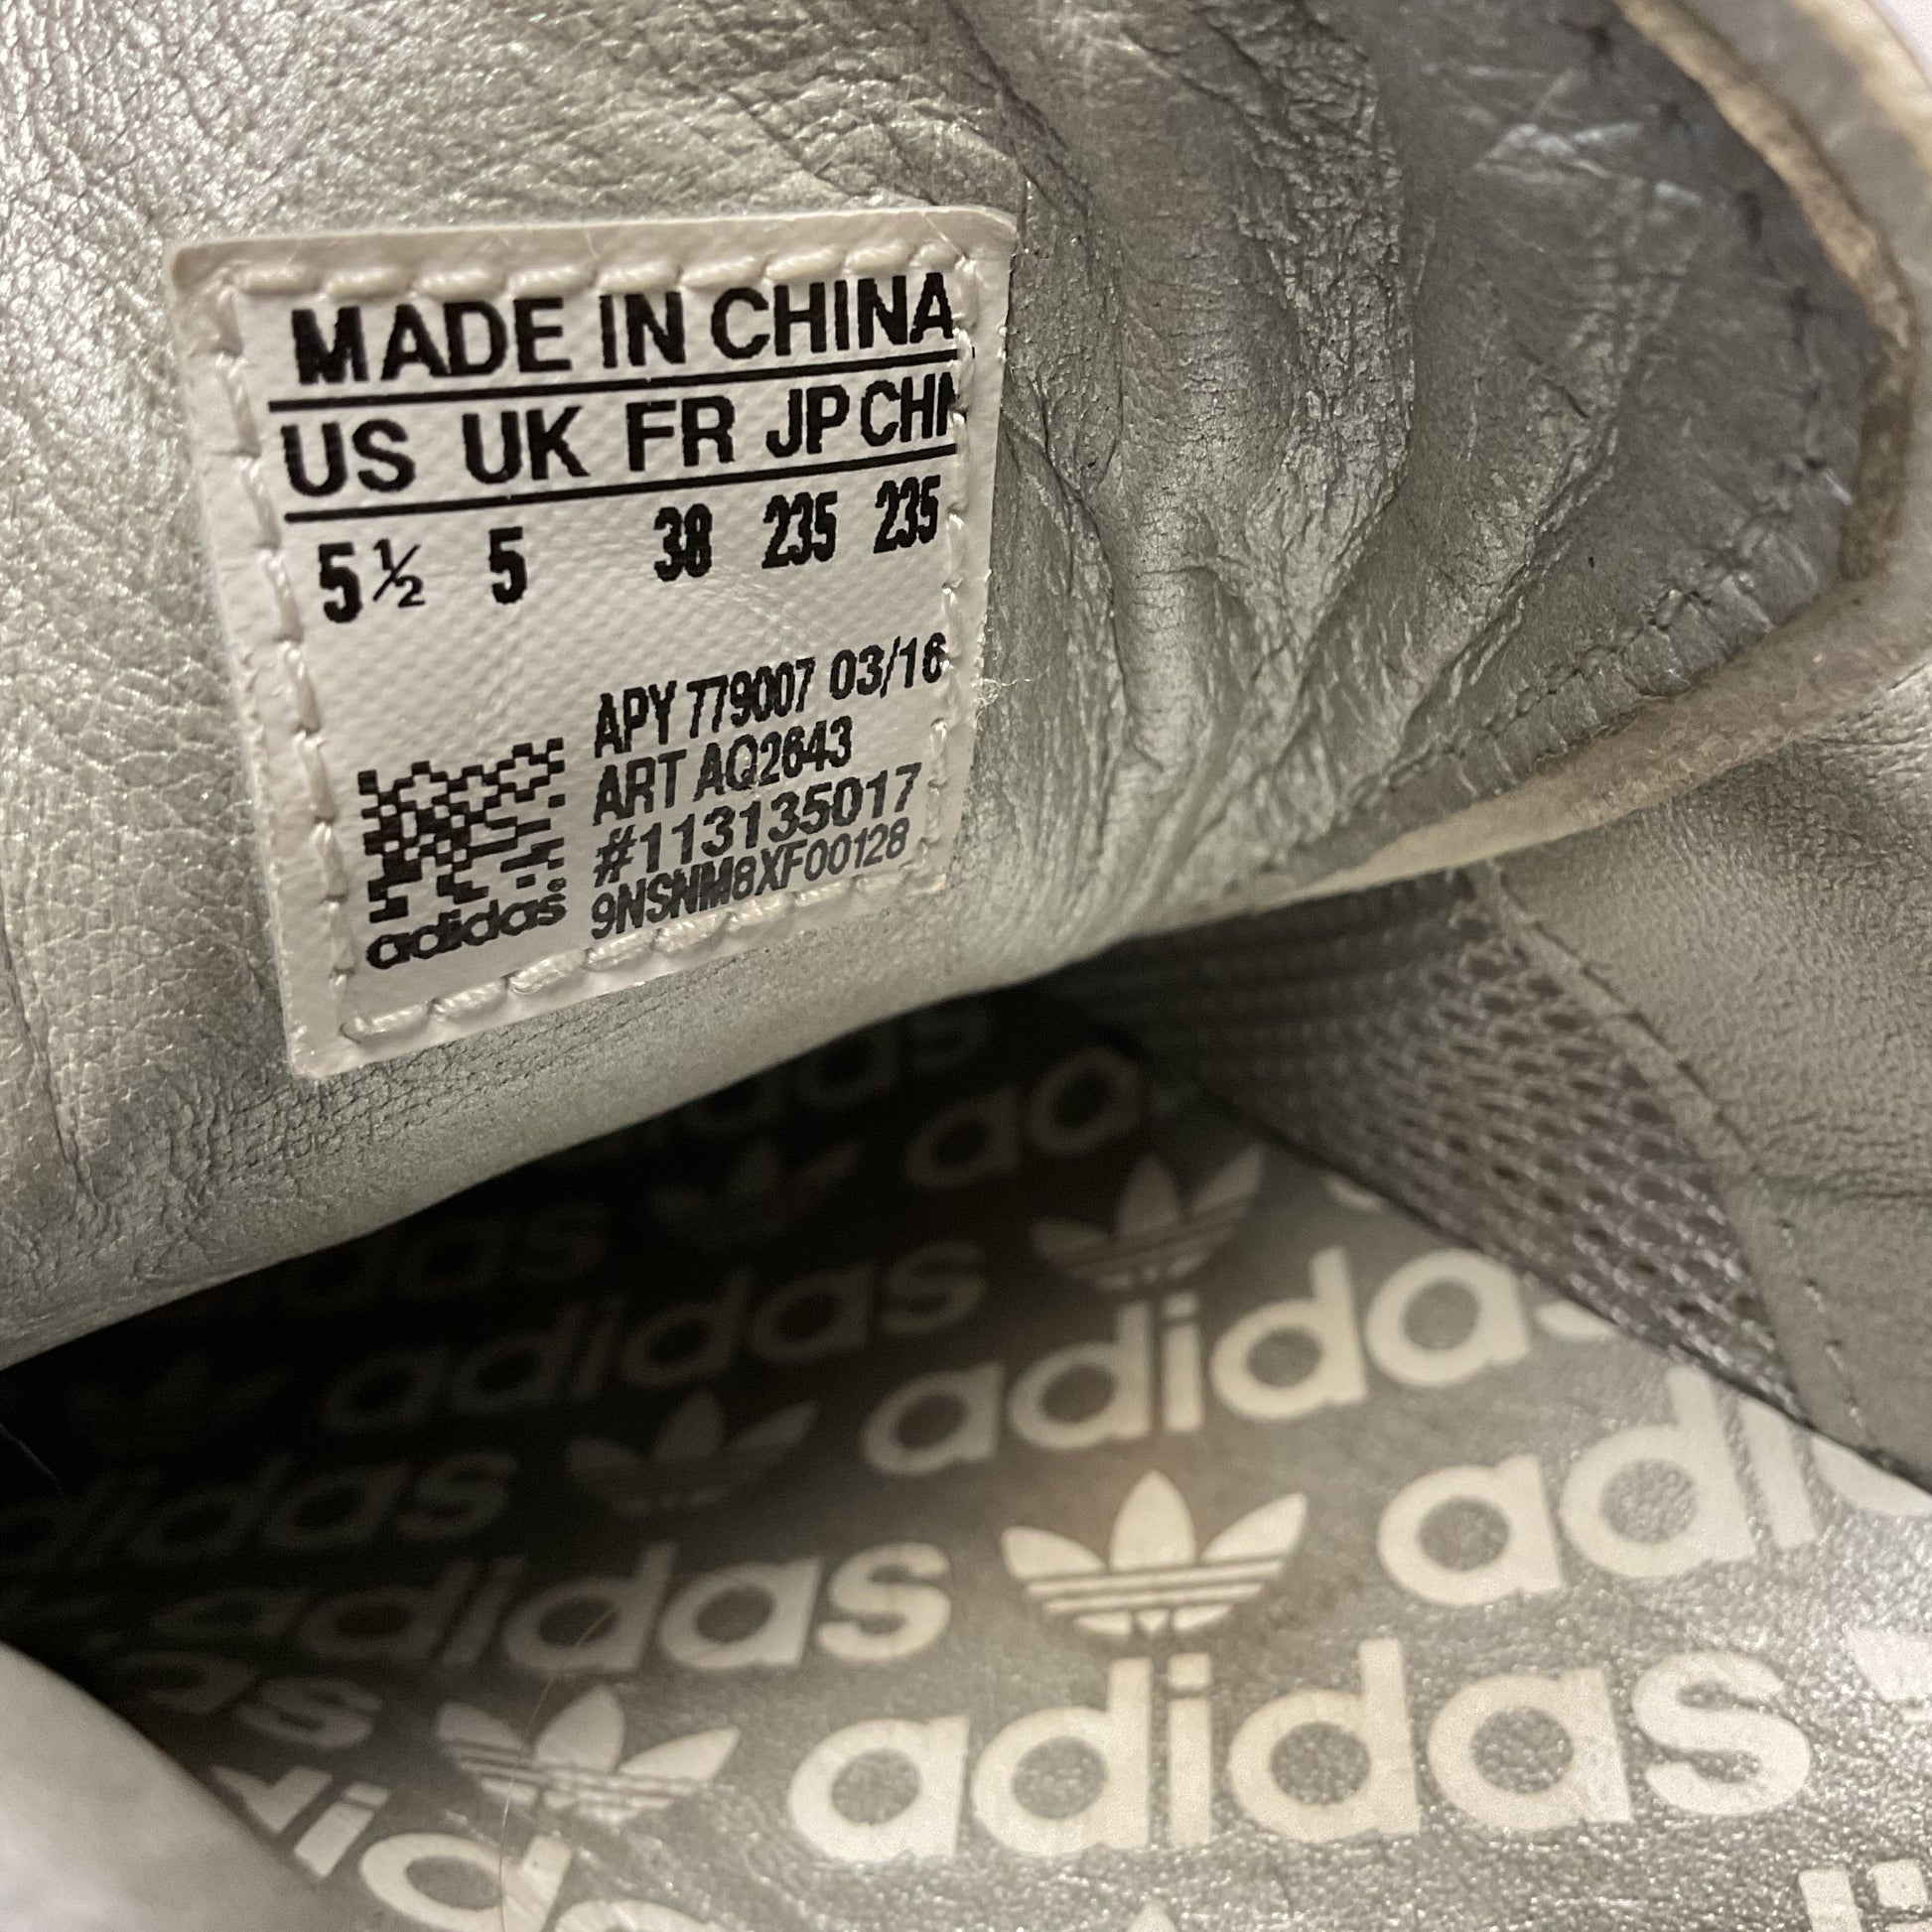 MADE IN CHINA
US UK FR JP CHN
5½ 5 38 235 235
APY 779007 03/16
ART AQ2643
#113135017
9NSNM8XF00128
adidas
adidas
adidas
adidas
adidas
adidas
adidas